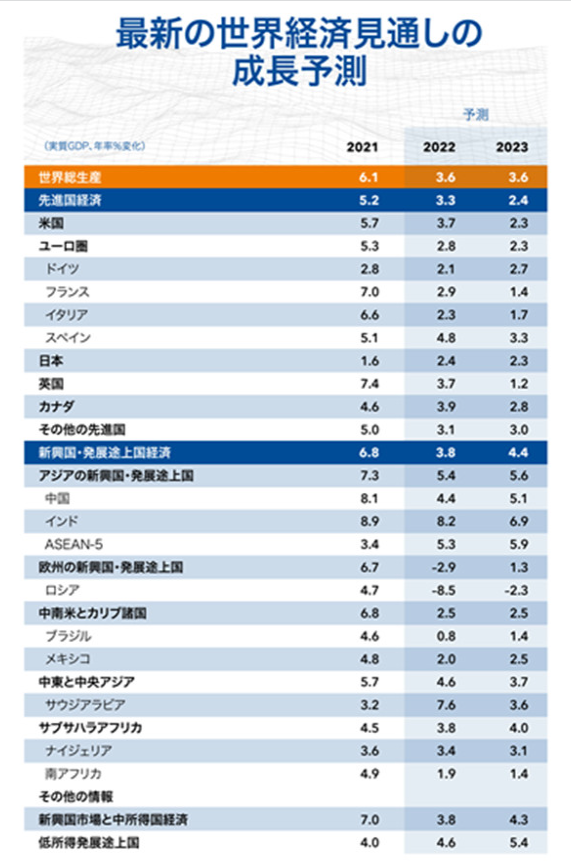 最新の世界経済見通しの
成長予測
予測
(実質GDP、年率%変化) 2021 2022 2023
世界総生産 6.1 3.6 3.6
先進国経済 5.2 3.3 2.4
米国 5.7 3.7 2.3
ユーロ圏 5.3 2.8 2.3
ドイツ 2.8 2.1 2.7
フランス 7.0 2.9 1.4
イタリア 6.6 2.3 1.7
スペイン 5.1 4.8 3.3
日本 1.6 2.4 2.3
英国 7.4 3.7 1.2
カナダ 4.6 3.9 2.8
その他の先進国 5.0 3.1 3.0
新興国・発展途上国経済 6.8 3.8 4.4
アジアの新興国・発展途上国 7.3 5.4 5.6
中国 8.1 4.4 5.1
インド 8.9 8.2 6.9
ASEAN-5 3.4 5.3 5.9
欧州の新興国・発展途上国 6.7 -2.9 1.3
ロシア 4.7 -8.5 -2.3
中南米とカリブ諸国 6.8 2.5 2.5
ブラジル 4.6 0.8 1.4
メキシコ 4.8 2.0 2.5
中東と中央アジア 5.7 4.6 3.7
サウジアラビア 3.2 7.6 3.6
サブサハラアフリカ 4.5 3.8 4.0
ナイジェリア 3.6 3.4 3.1
南アフリカ 4.9 1.9 1.4
その他の情報
新興国市場と中所得国経済 7.0 3.8 4.3
低所得発展途上国 4.0 4.6 5.4